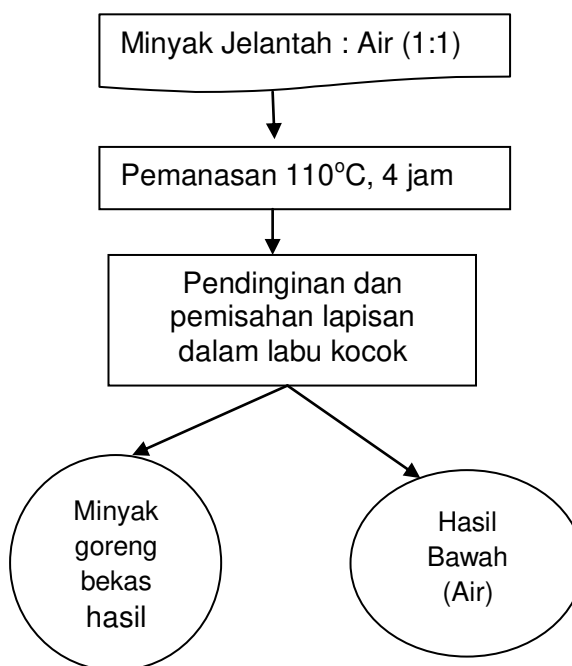 Minyak Jelantah : Air (1:1)
Pemanasan 110°C, 4 jam
Pendinginan dan
pemisahan lapisan
dalam labu kocok
Minyak
goreng
bekas
hasil
Hasil
Bawah
(Air)